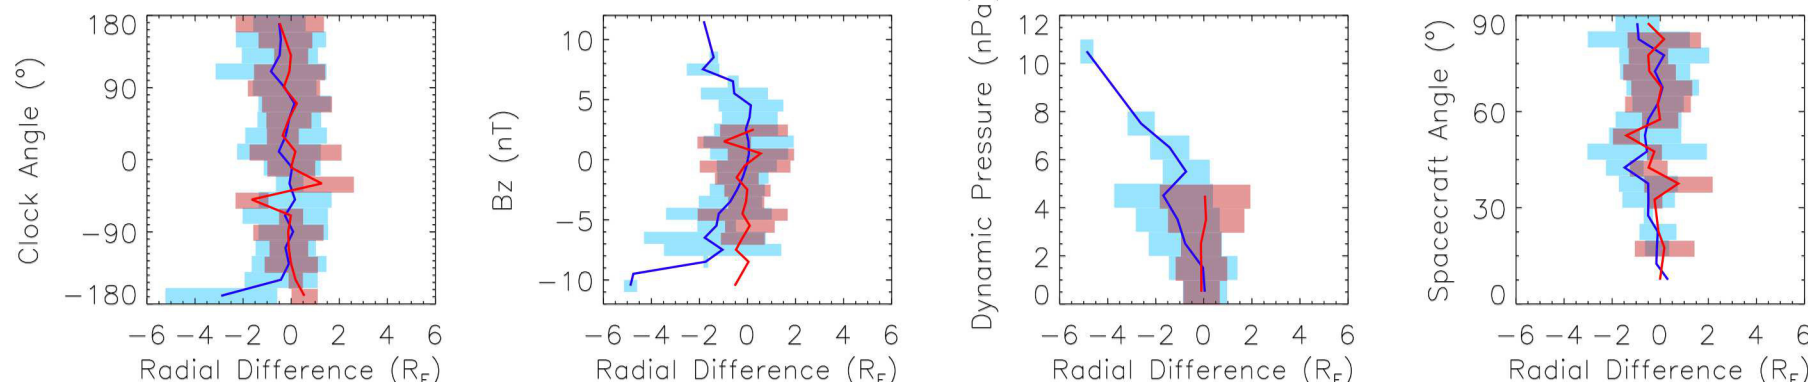 180
90
0
−90
−180
Clock Angle (°)
−6 −4 −2 0 2 4 6
Radial Difference (RE)
10
5
0
−5
−10
Bz (nT)
−6 −4 −2 0 2 4 6
Radial Difference (RE)
12
10
8
6
4
2
0
Dynamic Pressure (nPa)
−6 −4 −2 0 2 4 6
Radial Difference (RE)
90
60
30
0
Spacecraft Angle (°)
−6 −4 −2 0 2 4 6
Radial Difference (RE)